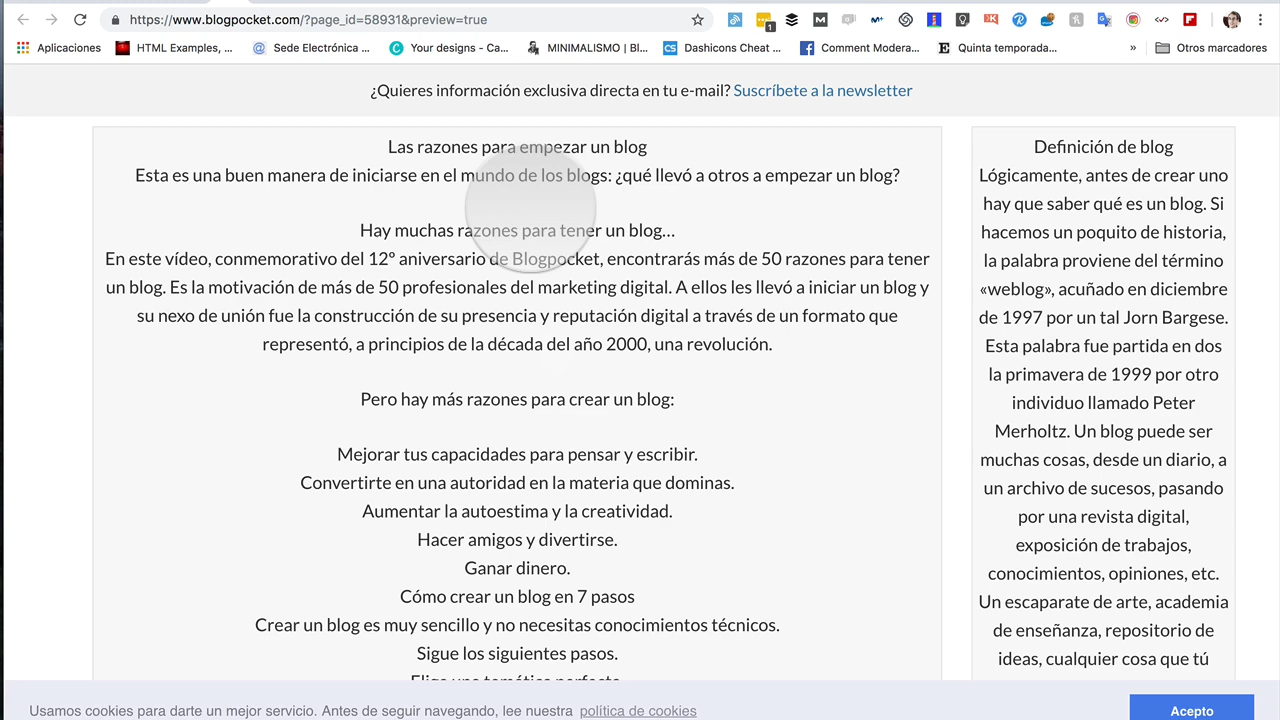 https://www.blogpocket.com/?page_id=58931&preview=true
1
Aplicaciones
HTML Examples, ...
Sede Electrónica ...
Your designs - Ca...
MINIMALISMO | Bl...
Dashicons Cheat ...
Comment Modera...
Quinta temporada...
»
Otros marcadores
¿Quieres información exclusiva directa en tu e-mail? Suscríbete a la newsletter
Las razones para empezar un blog
Esta es una buen manera de iniciarse en el mundo de los blogs: ¿qué llevó a otros a empezar un blog?
Hay muchas razones para tener un blog…
En este vídeo, conmemorativo del 12º aniversario de Blogpocket, encontrarás más de 50 razones para tener
un blog. Es la motivación de más de 50 profesionales del marketing digital. A ellos les llevó a iniciar un blog y
su nexo de unión fue la construcción de su presencia y reputación digital a través de un formato que
representó, a principios de la década del año 2000, una revolución.
Pero hay más razones para crear un blog:
Mejorar tus capacidades para pensar y escribir.
Convertirte en una autoridad en la materia que dominas.
Aumentar la autoestima y la creatividad.
Hacer amigos y divertirse.
Ganar dinero.
Cómo crear un blog en 7 pasos
Crear un blog es muy sencillo y no necesitas conocimientos técnicos.
Sigue los siguientes pasos.
Elige una temática perfecta
Definición de blog
Lógicamente, antes de crear uno
hay que saber qué es un blog. Si
hacemos un poquito de historia,
la palabra proviene del término
«weblog», acuñado en diciembre
de 1997 por un tal Jorn Bargese.
Esta palabra fue partida en dos
la primavera de 1999 por otro
individuo llamado Peter
Merholtz. Un blog puede ser
muchas cosas, desde un diario, a
un archivo de sucesos, pasando
por una revista digital,
exposición de trabajos,
conocimientos, opiniones, etc.
Un escaparate de arte, academia
de enseñanza, repositorio de
ideas, cualquier cosa que tú
Usamos cookies para darte un mejor servicio. Antes de seguir navegando, lee nuestra política de cookies
Acepto